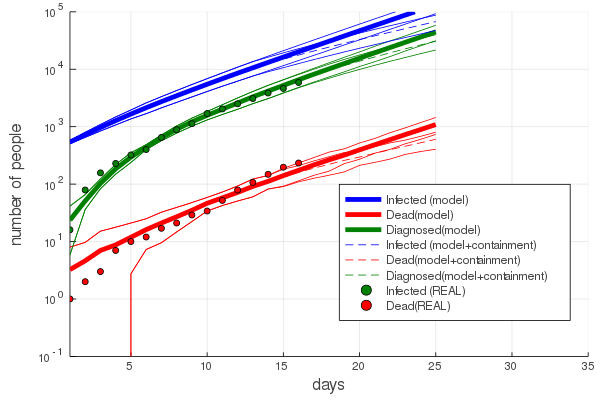 10^5
10^4
10^3
10^2
10^1
10^0
10^-1
number of people
Infected (model)
Dead(model)
Diagnosed(model)
Infected (model+containment)
Dead(model+containment)
Diagnosed(model+containment)
Infected (REAL)
Dead(REAL)
5 10 15 20 25 30 35
days